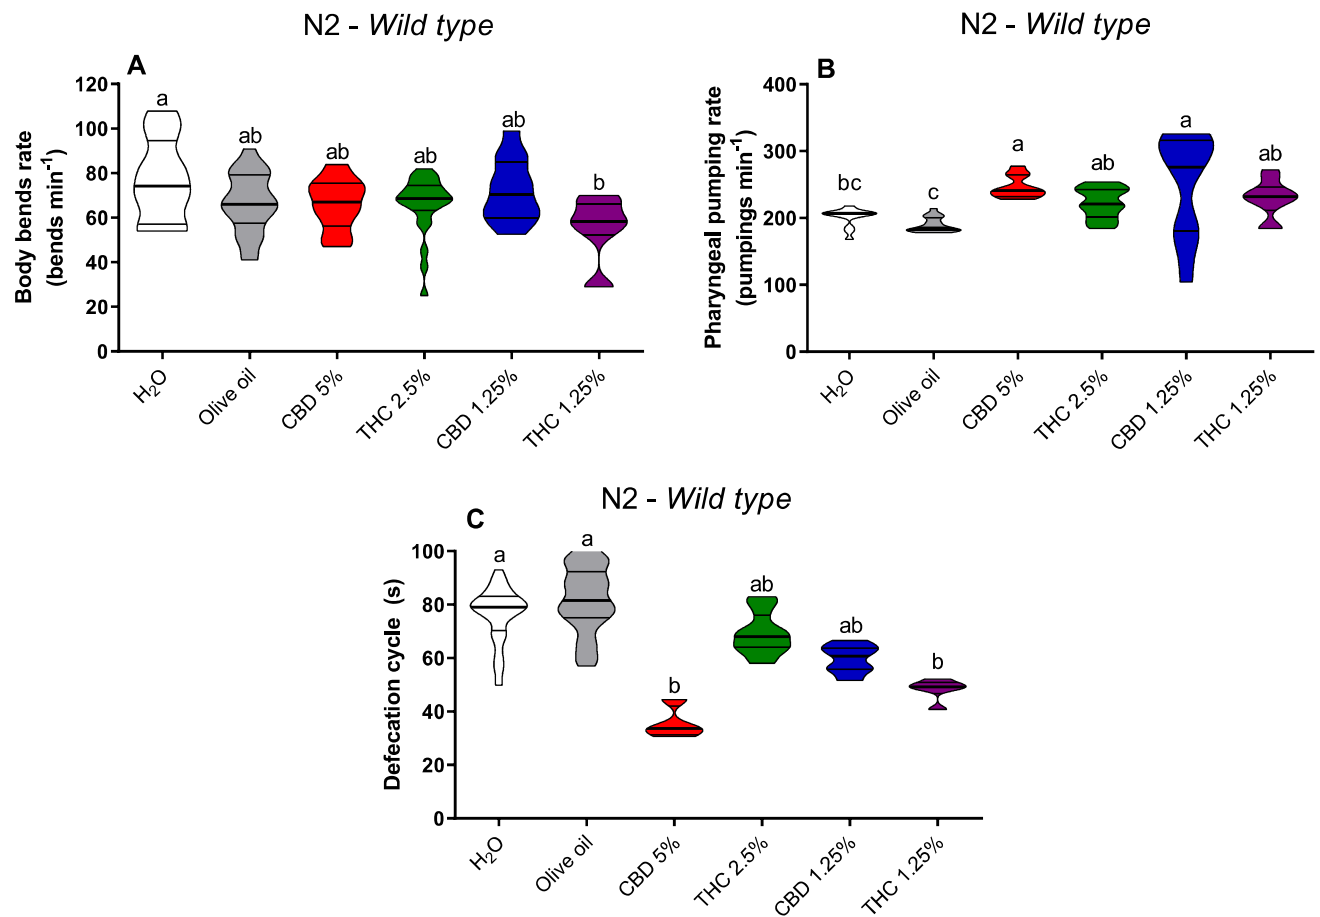 N2 - Wild type
A
Body bends rate
(bends min⁻¹)
120
100
80
60
40
20
0
a
ab
ab
ab
ab
b
H₂O
Olive oil
CBD 5%
THC 2.5%
CBD 1.25%
THC 1.25%
N2 - Wild type
B
Pharyngeal pumping rate
(pumpings min⁻¹)
400
300
200
100
0
bc
c
a
ab
a
ab
H₂O
Olive oil
CBD 5%
THC 2.5%
CBD 1.25%
THC 1.25%
N2 - Wild type
C
Defecation cycle (s)
100
80
60
40
20
0
a
a
b
ab
ab
b
H₂O
Olive oil
CBD 5%
THC 2.5%
CBD 1.25%
THC 1.25%